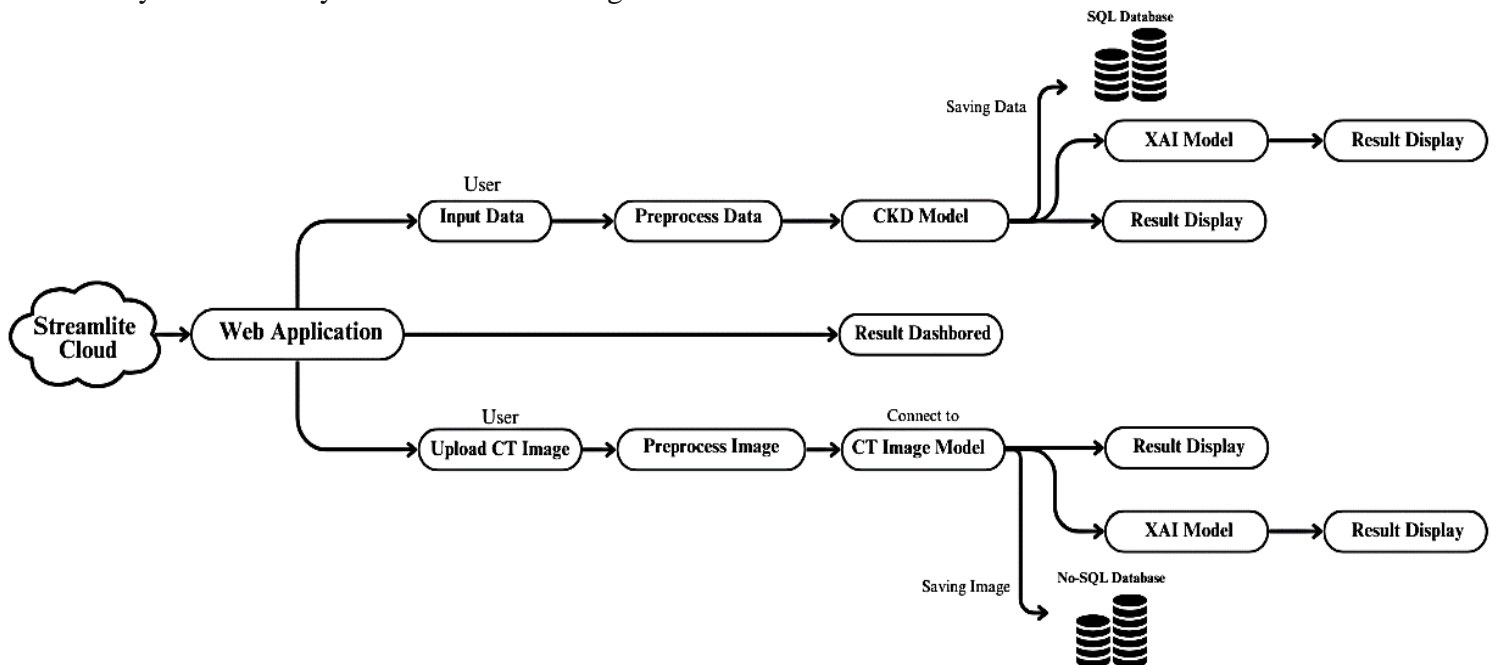 SQL Database
Saving Data
XAI Model
Result Display
User
Input Data
Preprocess Data
CKD Model
Result Display
Streamlite
Cloud
Web Application
Result Dashbored
User
Upload CT Image
Preprocess Image
Connect to
CT Image Model
Result Display
XAI Model
Result Display
Saving Image
No-SQL Database